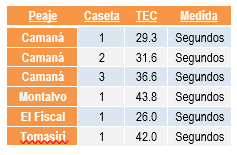 Peaje Caseta TEC Medida
Camaná 1 29.3 Segundos
Camaná 2 31.6 Segundos
Camaná 3 36.6 Segundos
Montalvo 1 43.8 Segundos
El Fiscal 1 26.0 Segundos
Tomasiri 1 42.0 Segundos